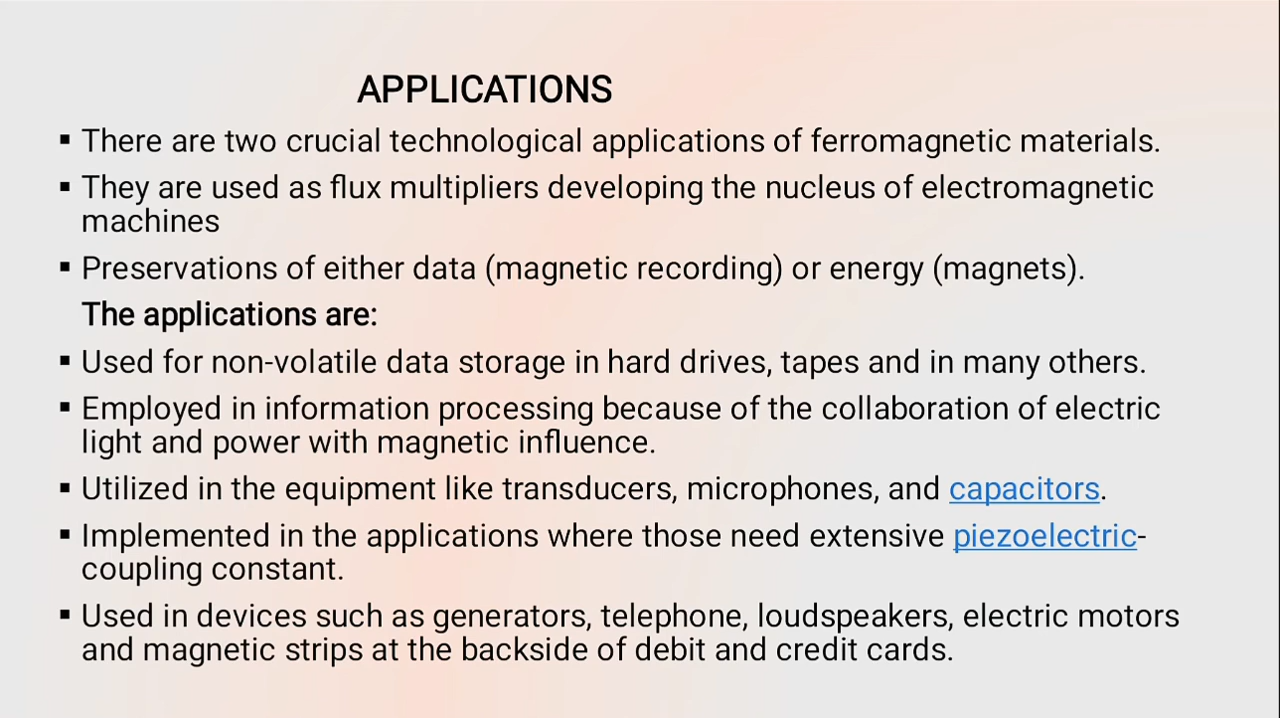 APPLICATIONS
▪ There are two crucial technological applications of ferromagnetic materials.
▪ They are used as flux multipliers developing the nucleus of electromagnetic
machines
▪ Preservations of either data (magnetic recording) or energy (magnets).
The applications are:
▪ Used for non-volatile data storage in hard drives, tapes and in many others.
▪ Employed in information processing because of the collaboration of electric
light and power with magnetic influence.
▪ Utilized in the equipment like transducers, microphones, and capacitors.
▪ Implemented in the applications where those need extensive piezoelectric-
coupling constant.
▪ Used in devices such as generators, telephone, loudspeakers, electric motors
and magnetic strips at the backside of debit and credit cards.